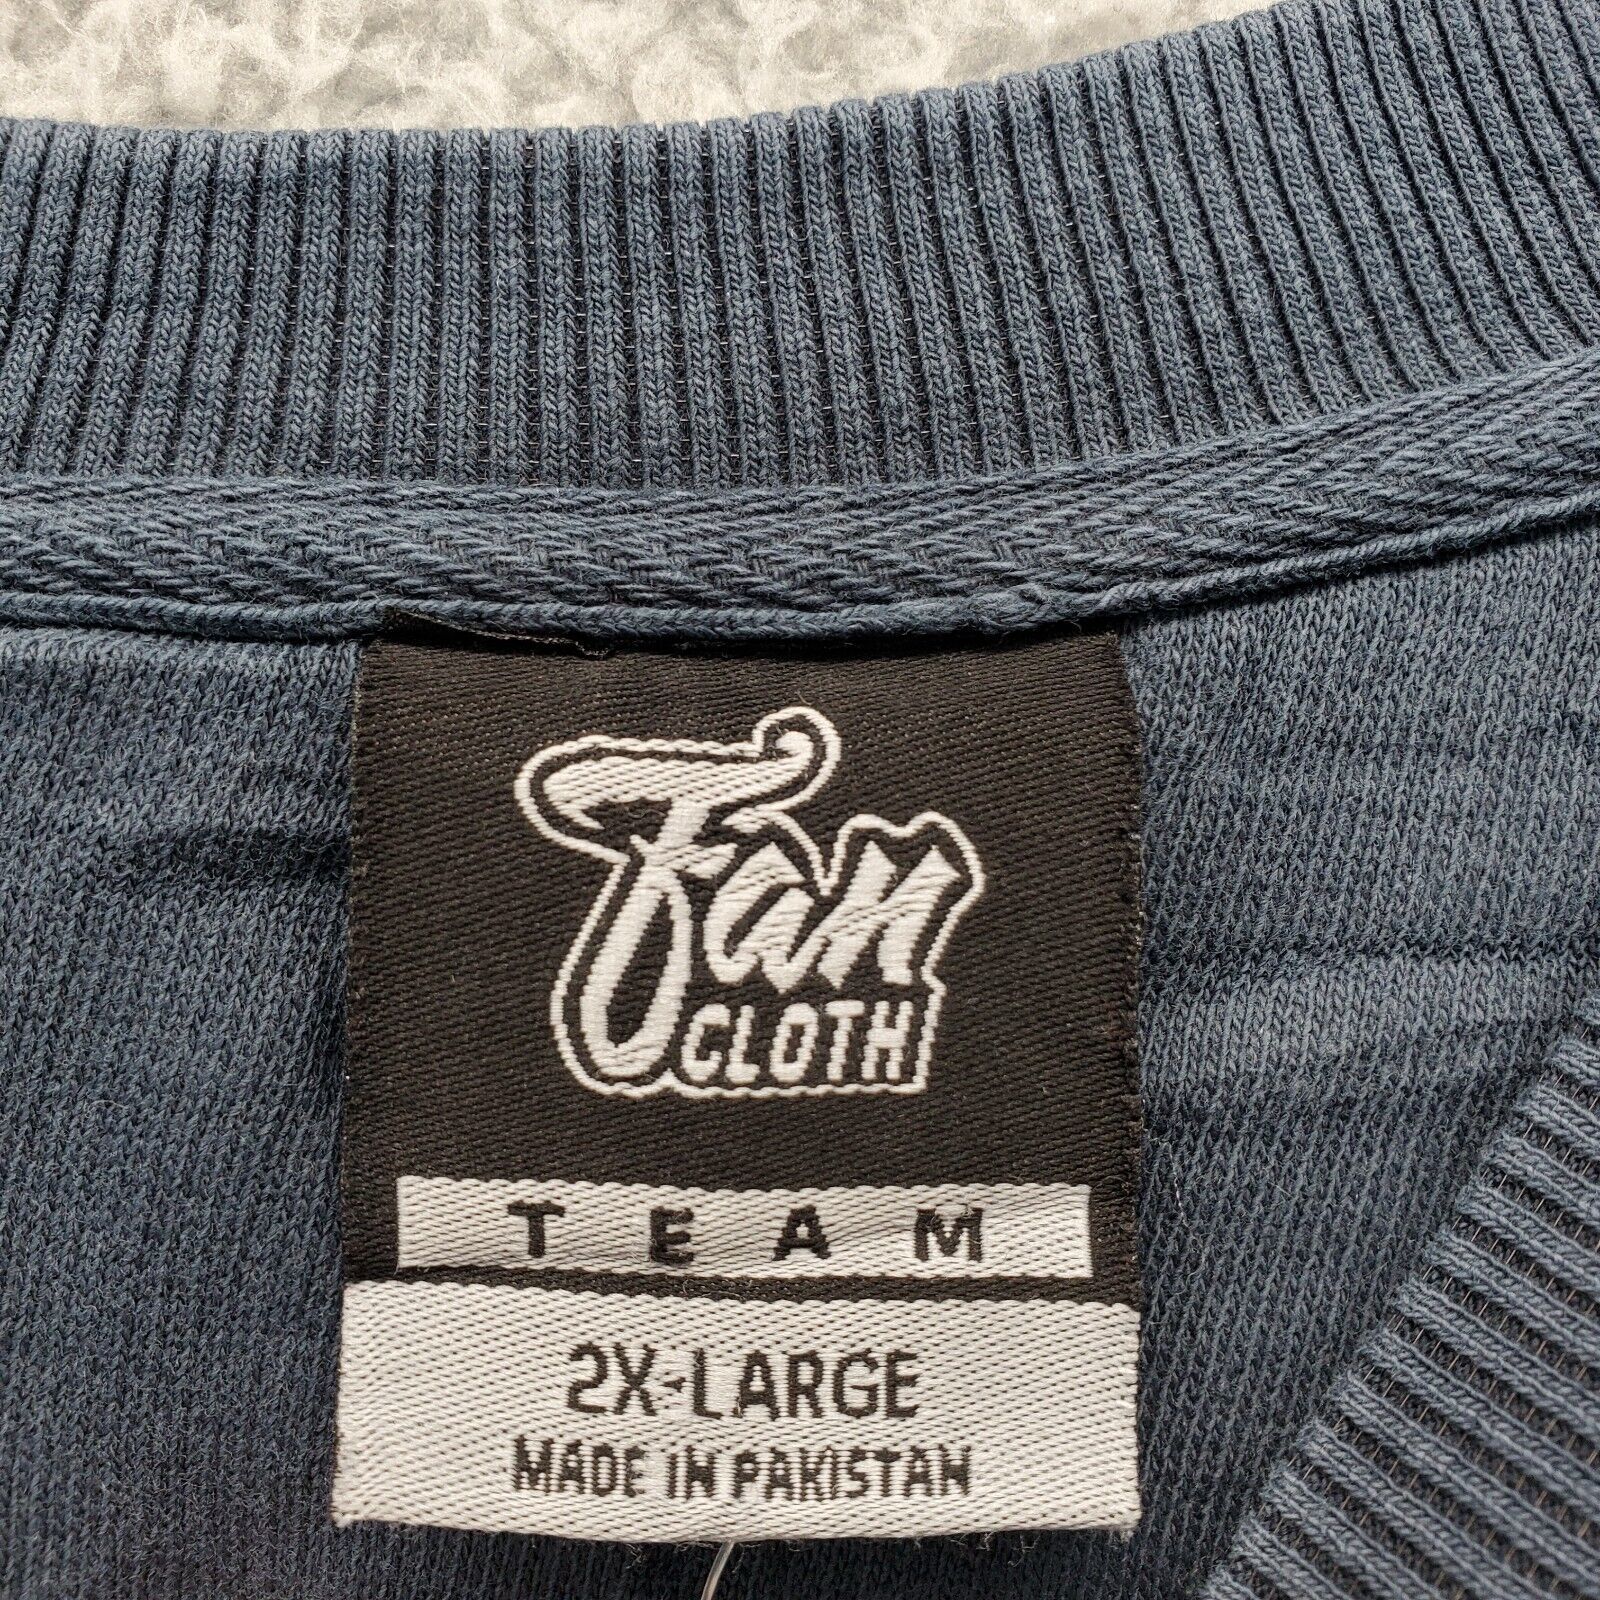 Fan
CLOTH
TEAM
2X-LARGE
MADE IN PAKISTAN